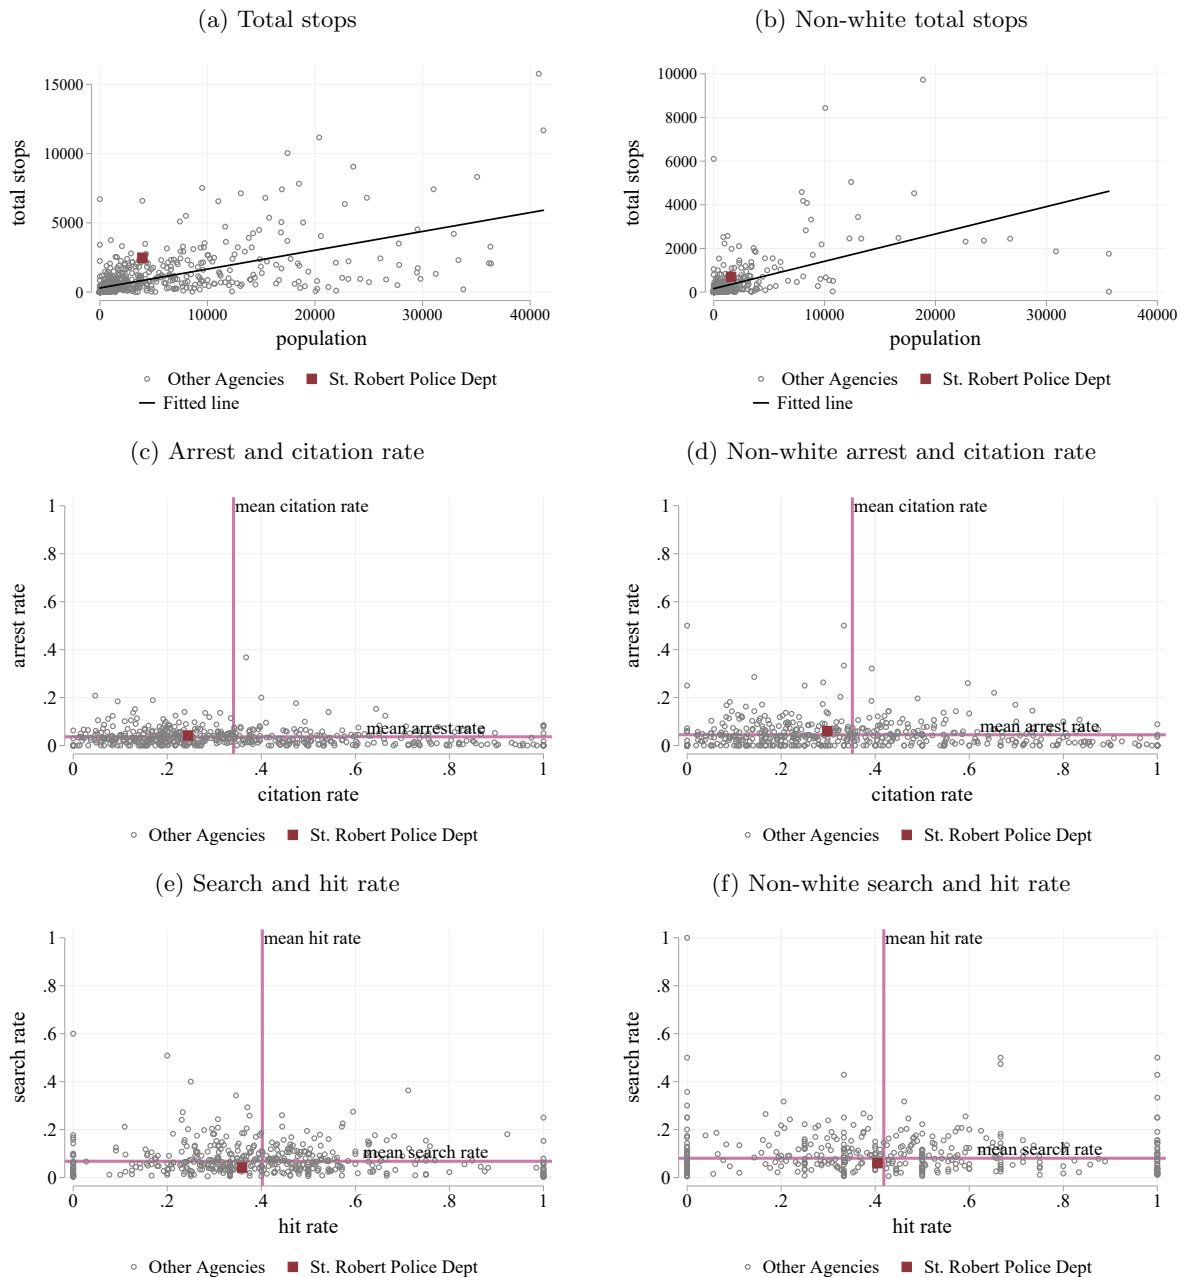 (a) Total stops
15000
10000
5000
0
total stops
0 10000 20000 30000 40000
population
Other Agencies St. Robert Police Dept
Fitted line
(b) Non-white total stops
10000
8000
6000
4000
2000
0
total stops
0 10000 20000 30000 40000
population
Other Agencies St. Robert Police Dept
Fitted line
(c) Arrest and citation rate
1
.8
.6
.4
.2
0
arrest rate
mean citation rate
mean arrest rate
0 .2 .4 .6 .8 1
citation rate
Other Agencies St. Robert Police Dept
(d) Non-white arrest and citation rate
1
.8
.6
.4
.2
0
arrest rate
mean citation rate
mean arrest rate
0 .2 .4 .6 .8 1
citation rate
Other Agencies St. Robert Police Dept
(e) Search and hit rate
1
.8
.6
.4
.2
0
search rate
mean hit rate
mean search rate
0 .2 .4 .6 .8 1
hit rate
Other Agencies St. Robert Police Dept
(f) Non-white search and hit rate
1
.8
.6
.4
.2
0
search rate
mean hit rate
mean search rate
0 .2 .4 .6 .8 1
hit rate
Other Agencies St. Robert Police Dept